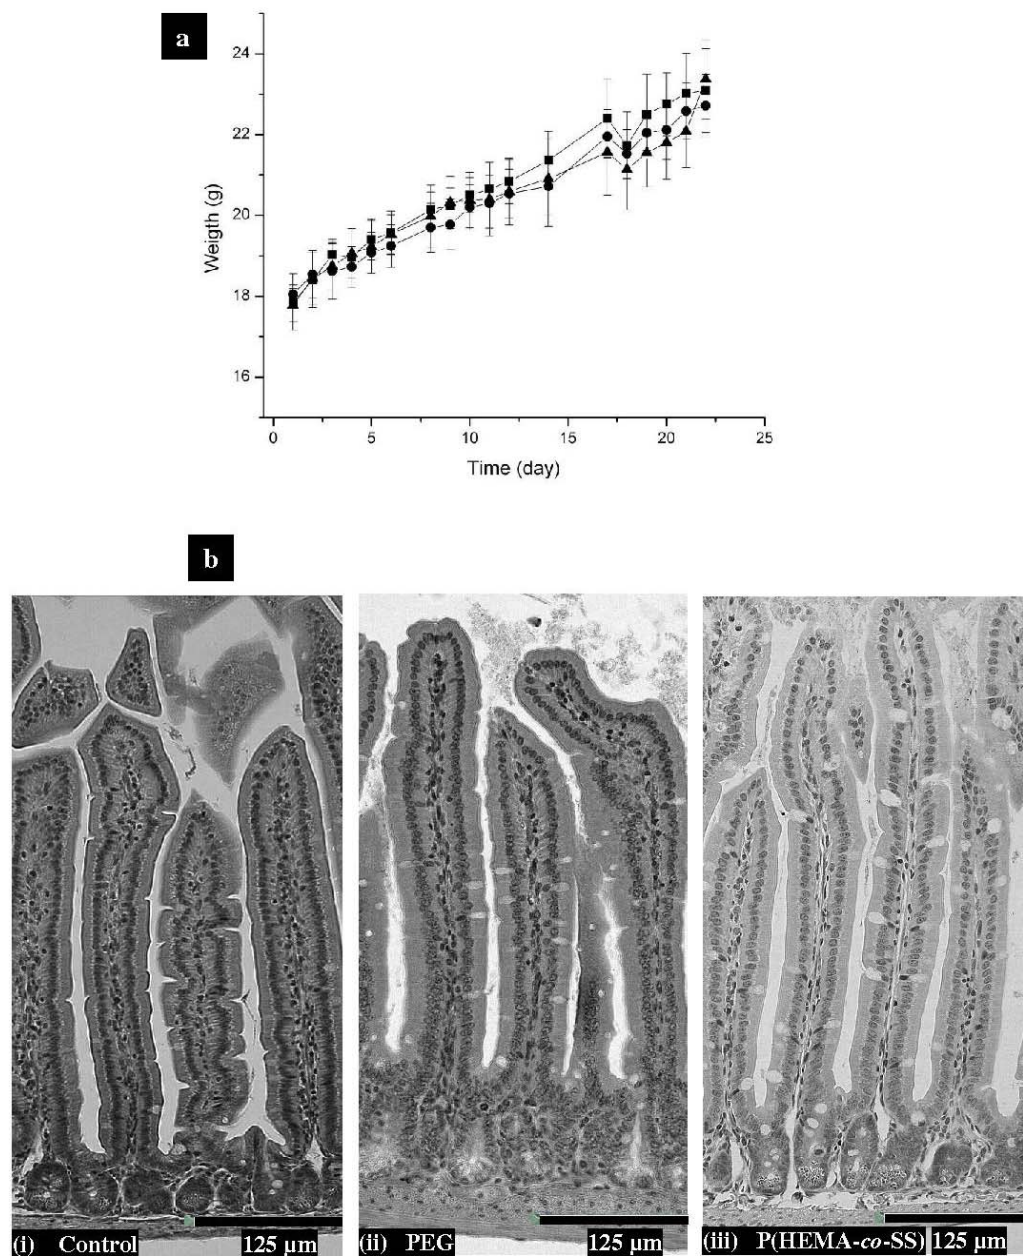 a
24
22
20
18
16
Weigth (g)
0 5 10 15 20 25
Time (day)
b
(i) Control 125 µm
(ii) PEG 125 µm
(iii) P(HEMA-co-SS) 125 µm